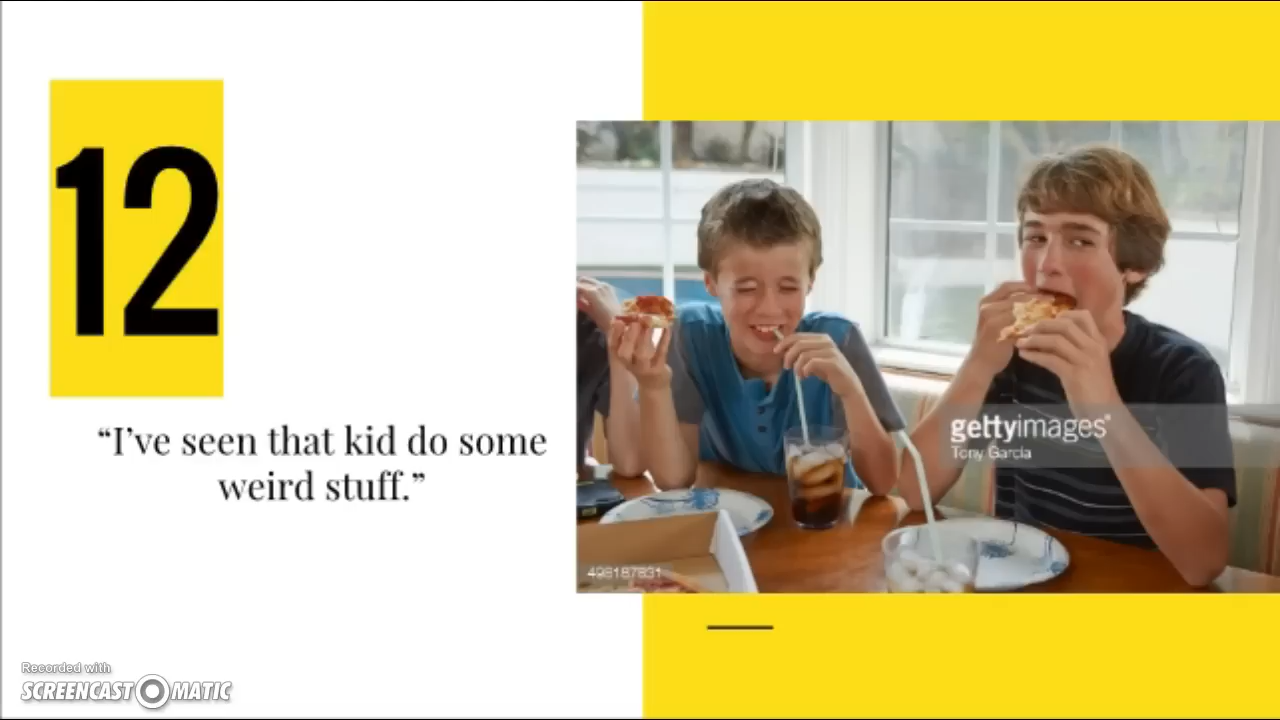 12
“I’ve seen that kid do some
weird stuff.”
gettyimages®
Tony Garcia
498187831
Recorded with
SCREENCAST MATIC